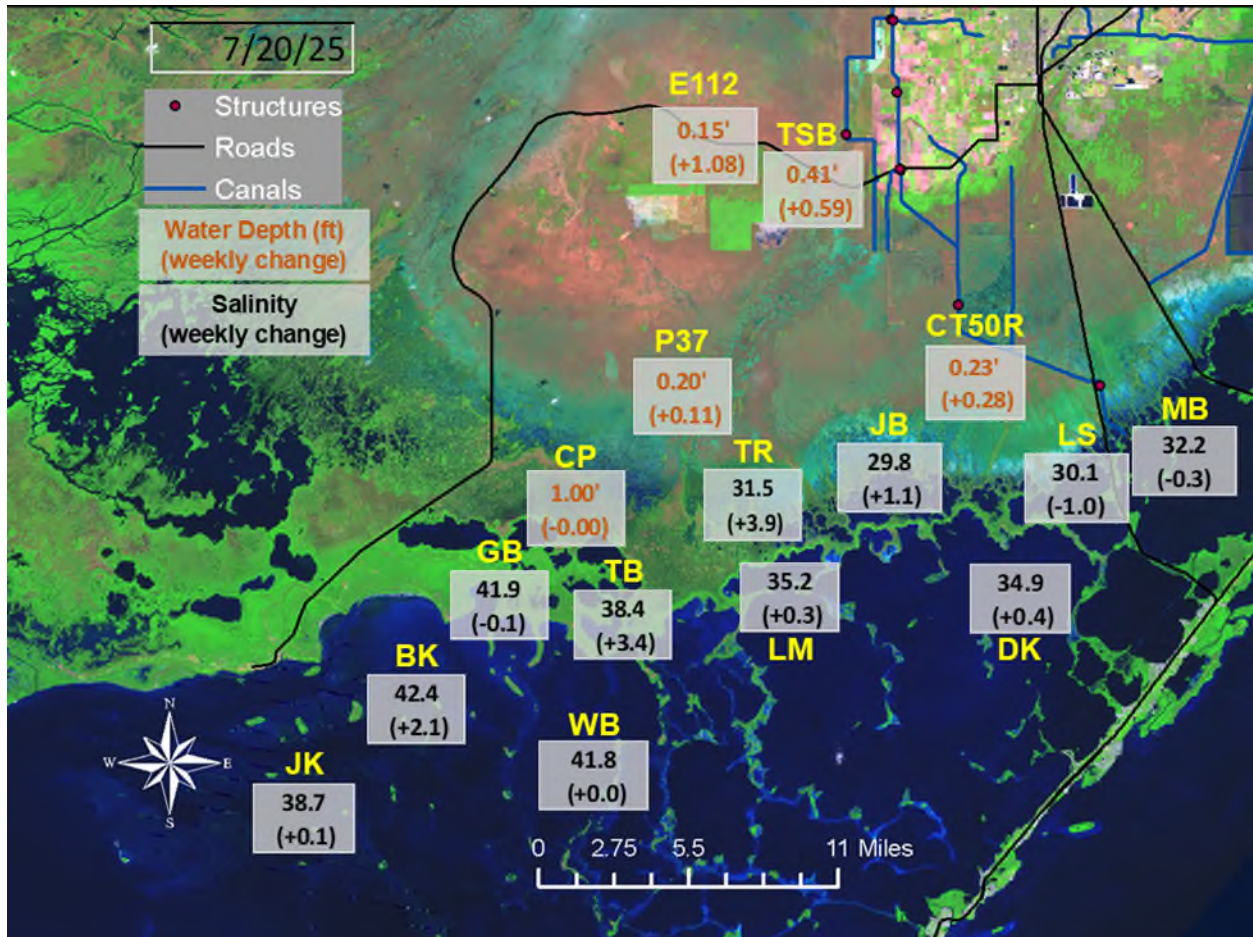 7/20/25
Structures
Roads
Canals
Water Depth (ft)
(weekly change)
Salinity
(weekly change)
E112
0.15'
(+1.08)
TSB
0.41'
(+0.59)
P37
0.20'
(+0.11)
CT50R
0.23'
(+0.28)
MB
32.2
(-0.3)
LS
30.1
(-1.0)
JB
29.8
(+1.1)
TR
31.5
(+3.9)
CP
1.00'
(-0.00)
GB
41.9
(-0.1)
TB
38.4
(+3.4)
35.2
(+0.3)
LM
34.9
(+0.4)
DK
BK
42.4
(+2.1)
WB
41.8
(+0.0)
JK
38.7
(+0.1)
N
W E
S
0 2.75 5.5 11 Miles